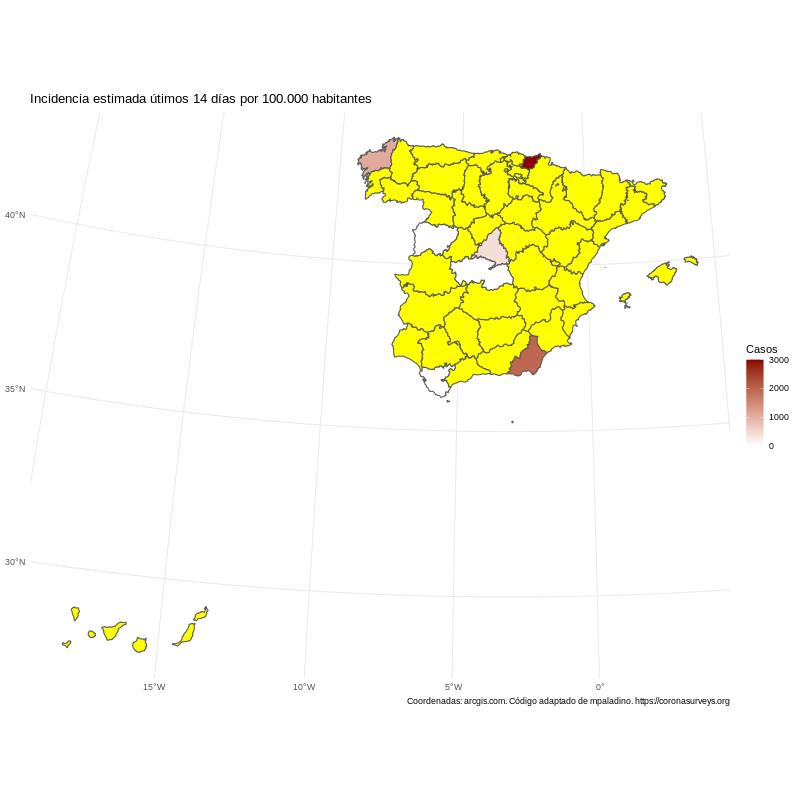 Incidencia estimada útimos 14 días por 100.000 habitantes
40°N
35°N
30°N
Casos
3000
2000
1000
0
15°W
10°W
5°W
0°
Coordenadas: arcgis.com. Código adaptado de mpaladino. https://coronasurveys.org